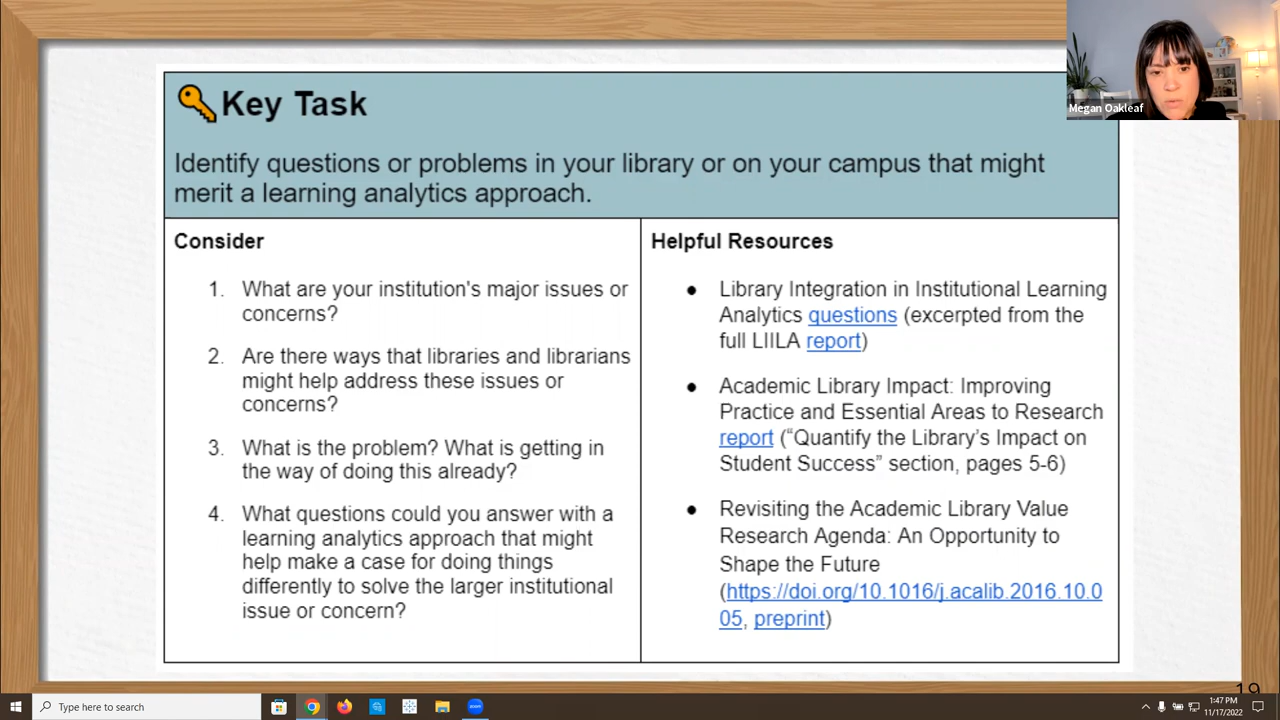 Megan Oakleaf
Key Task
Identify questions or problems in your library or on your campus that might
merit a learning analytics approach.
Consider
1. What are your institution's major issues or
concerns?
2. Are there ways that libraries and librarians
might help address these issues or
concerns?
3. What is the problem? What is getting in
the way of doing this already?
4. What questions could you answer with a
learning analytics approach that might
help make a case for doing things
differently to solve the larger institutional
issue or concern?
Helpful Resources
● Library Integration in Institutional Learning
Analytics questions (excerpted from the
full LIILA report)
● Academic Library Impact: Improving
Practice and Essential Areas to Research
report (“Quantify the Library’s Impact on
Student Success” section, pages 5-6)
● Revisiting the Academic Library Value
Research Agenda: An Opportunity to
Shape the Future
(https://doi.org/10.1016/j.acalib.2016.10.0
05, preprint)
19
Type here to search
zoom
1:47 PM
11/17/2022